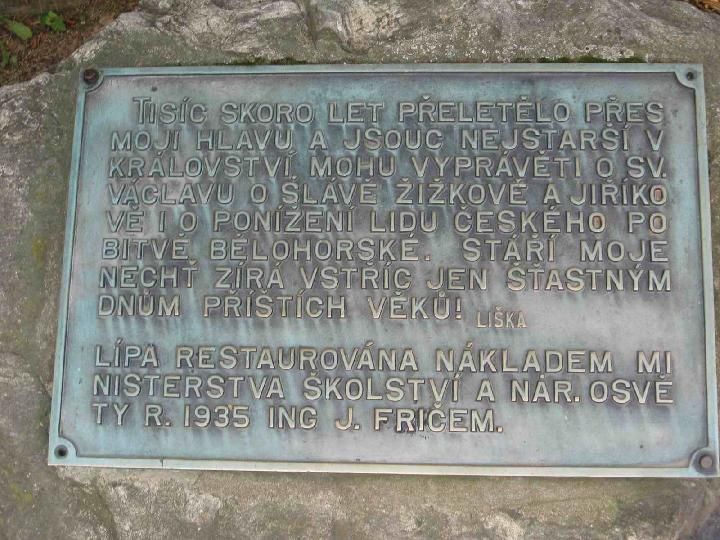 TISÍC SKORO LET PŘELETĚLO PŘES
MOJI HLAVU A JSOUC NEJSTARŠÍ V
KRÁLOVSTVÍ, MOHU VYPRÁVĚTI O SV.
VÁCLAVU O SLÁVE ŽIŽKOVĚ A JIŘÍKO
VĚ I O PONÍŽENÍ LIDU ČESKÉHO PO
BITVĚ BĚLOHORSKÉ. STÁŘÍ MOJE
NECHŤ ZÍRÁ VSTRÍC JEN ŠŤASTNÝM
DNŮM PŘÍŠTÍCH VĚKŮ! LIŠKA
LÍPA RESTAUROVÁNA NÁKLADEM MI
NISTERSTVA ŠKOLSTVÍ A NÁR. OSVĚ
TY R. 1935 ING J. FRIČEM.